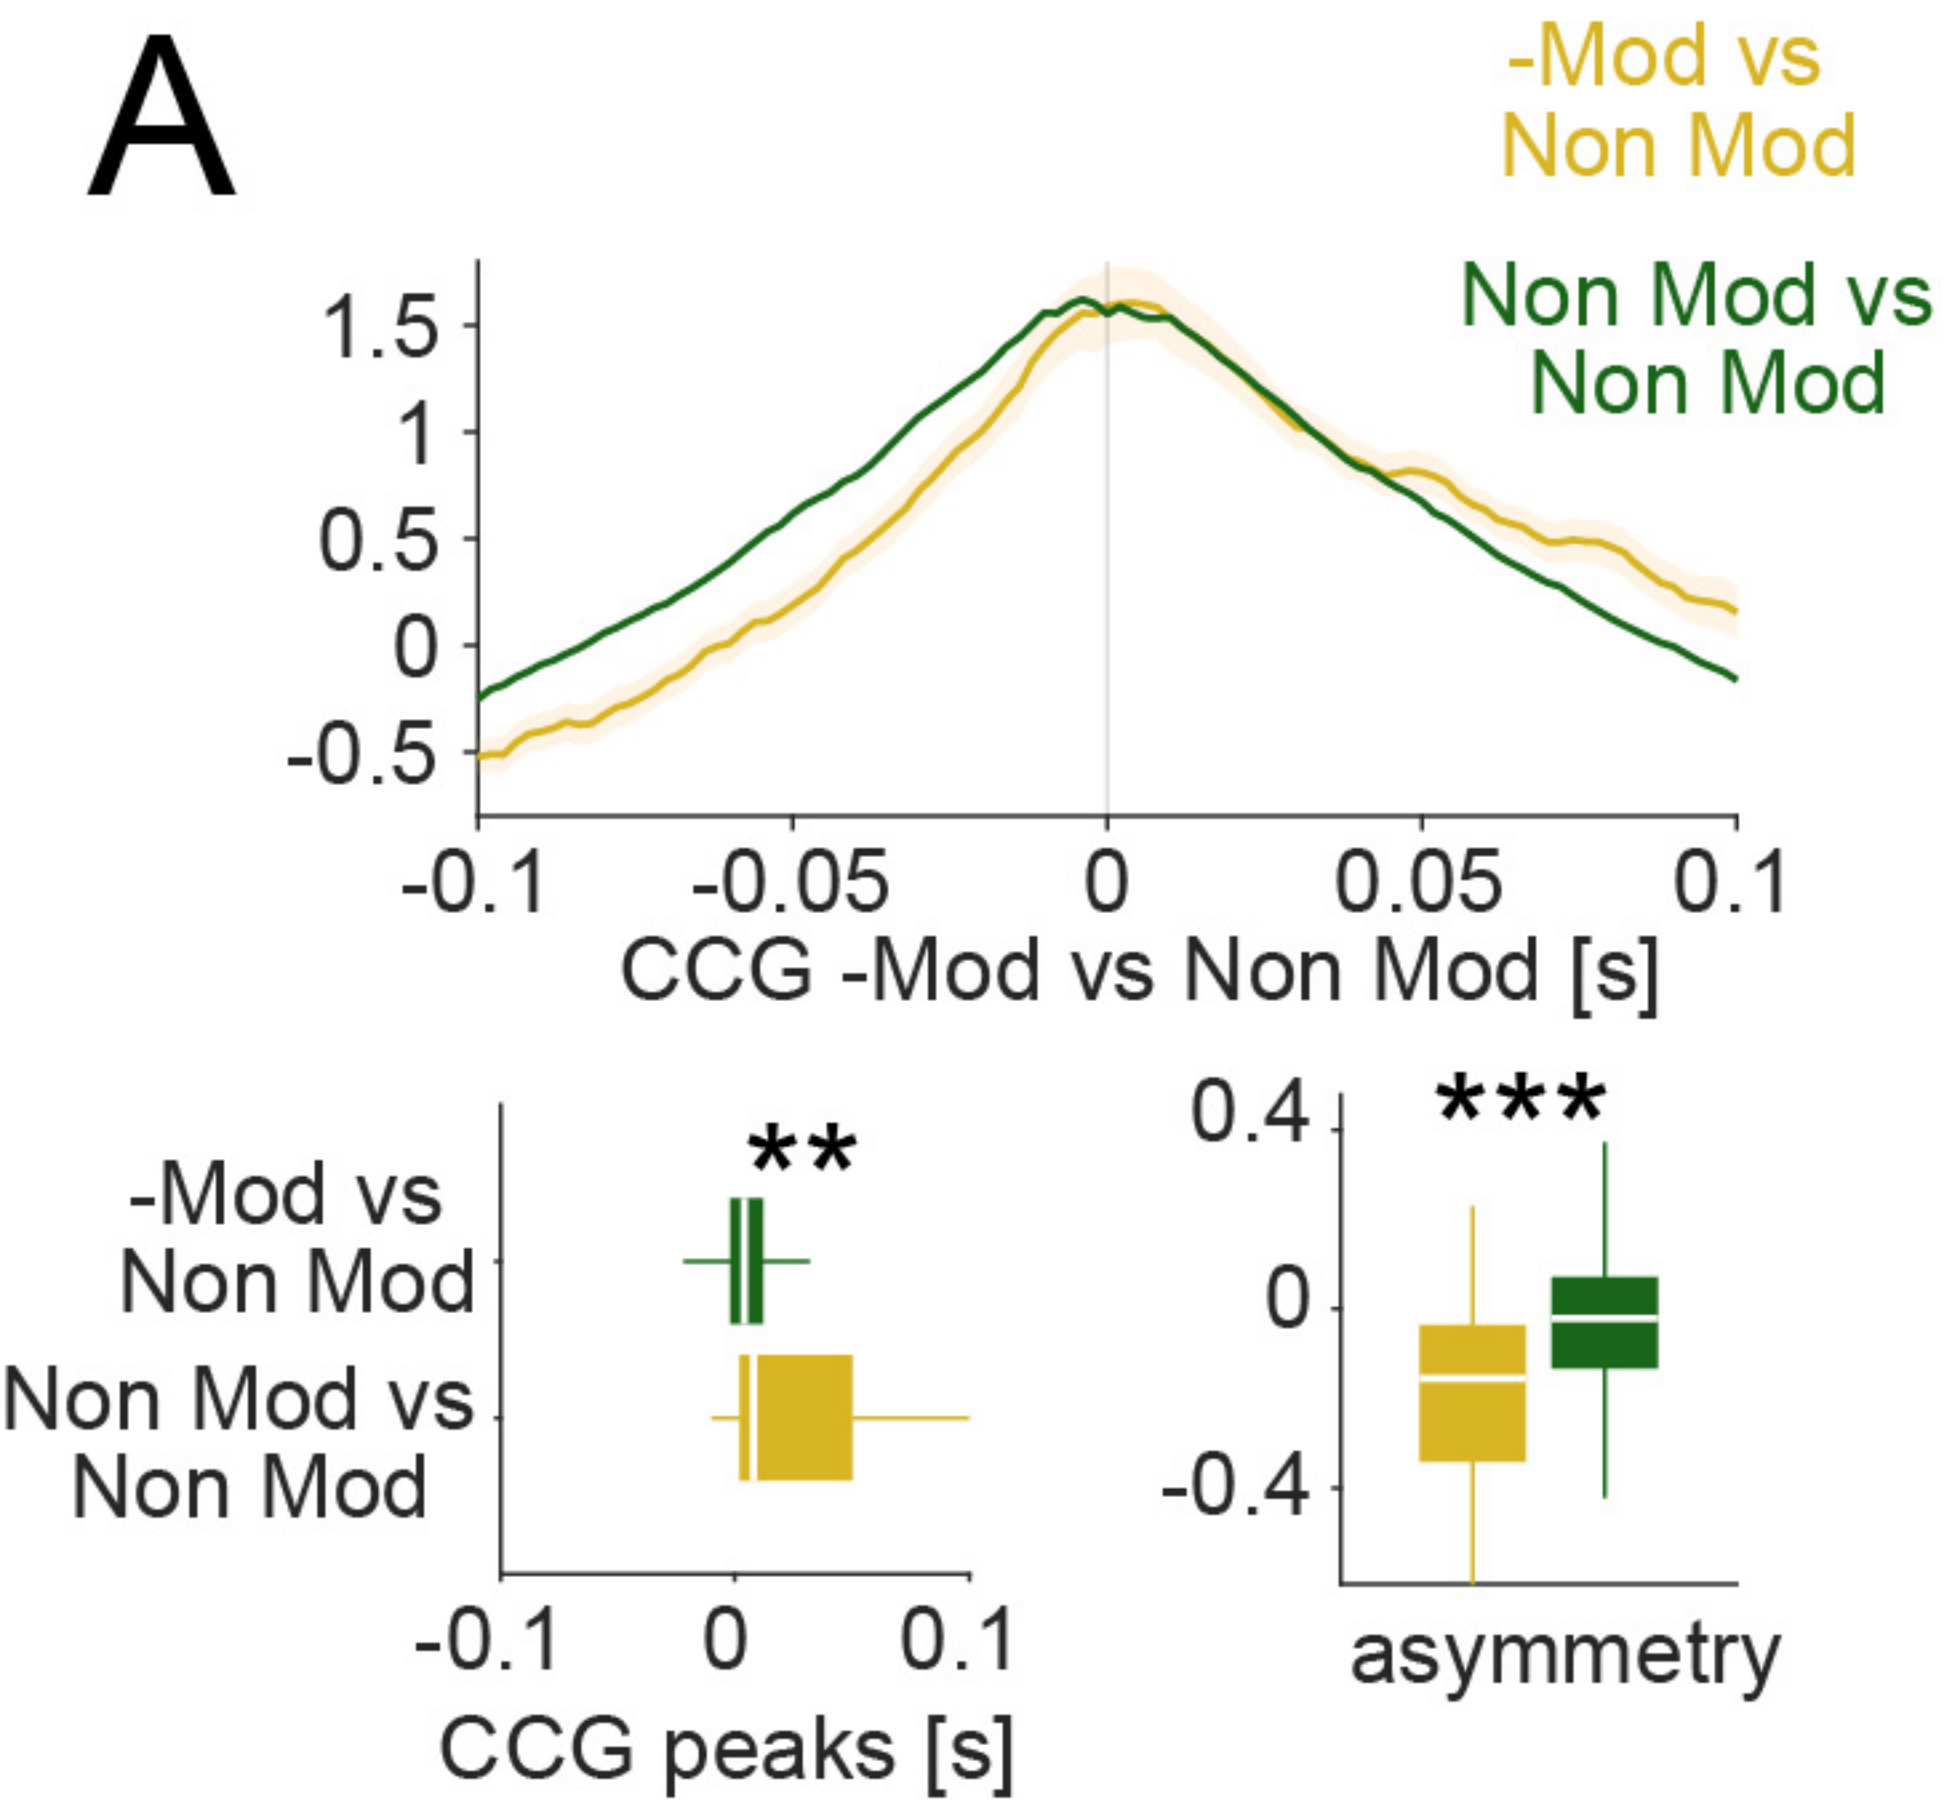 A
-Mod vs
Non Mod
Non Mod vs
Non Mod
1.5
1
0.5
0
-0.5
-0.1 -0.05 0 0.05 0.1
CCG -Mod vs Non Mod [s]
**
-Mod vs
Non Mod
Non Mod vs
Non Mod
-0.1 0 0.1
CCG peaks [s]
***
0.4
0
-0.4
asymmetry